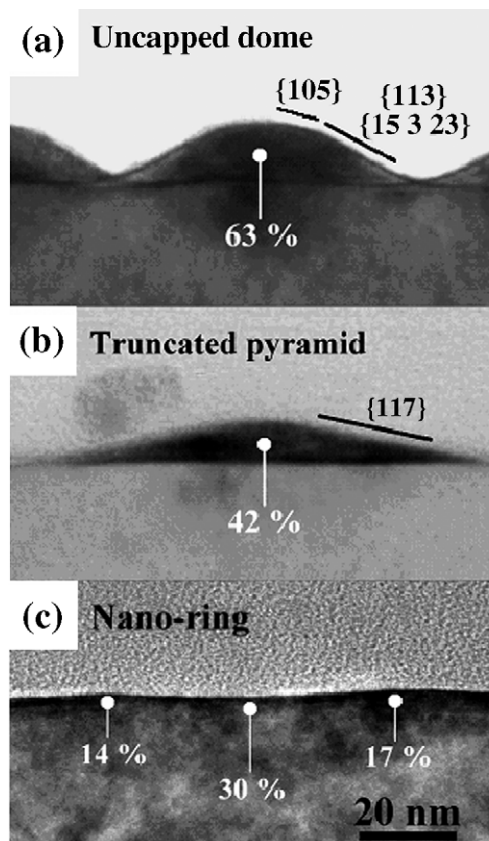 (a) Uncapped dome
{105}
{113}
{15 3 23}
63 %
(b) Truncated pyramid
{117}
42 %
(c) Nano-ring
14 %
30 %
17 %
20 nm